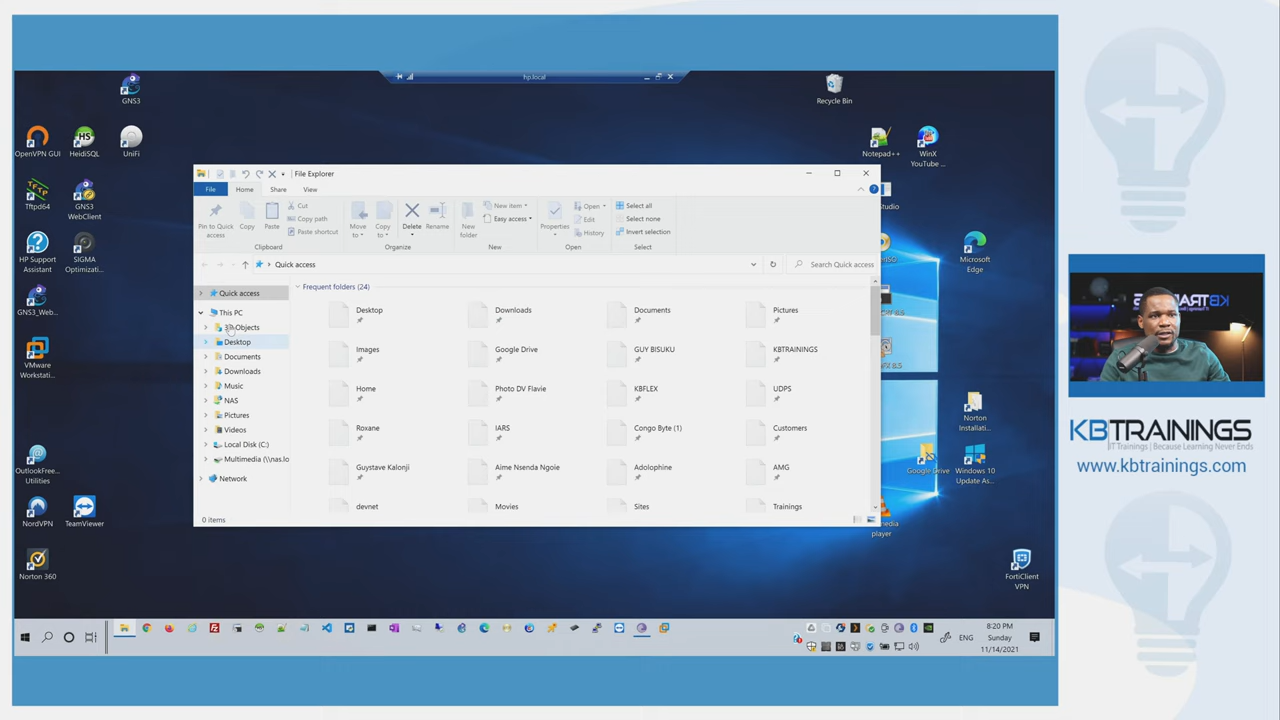 hp.local
GNS3
Recycle Bin
OpenVPN GUI
HeidiSQL
UniFi
Notepad++
WinX
YouTube ...
Tftpd64
GNS3
WebClient
HP Support
Assistant
SIGMA
Optimizati...
Microsoft
Edge
GNS3_Web...
VMware
Workstati...
OutlookFree...
Utilities
NordVPN
TeamViewer
Norton 360
Norton
Installati...
Google Drive
Windows 10
Update As...
FortiClient
VPN
File Explorer
File
Home
Share
View
Pin to Quick
access
Copy
Paste
Cut
Copy path
Paste shortcut
Clipboard
Move
to
Copy
to
Delete
Rename
Organize
New
folder
New item
Easy access
New
Properties
Open
Edit
History
Open
Select all
Select none
Invert selection
Select
Quick access
Search Quick access
Quick access
This PC
3D Objects
Desktop
Documents
Downloads
Music
NAS
Pictures
Videos
Local Disk (C:)
Multimedia (\\nas.lo
Network
Frequent folders (24)
Desktop
Downloads
Documents
Pictures
Images
Google Drive
GUY BISUKU
KBTRAININGS
Home
Photo DV Flavie
KBFLEX
UDPS
Roxane
IARS
Congo Byte (1)
Customers
Guystave Kalonji
Aime Nsenda Ngoie
Adolophine
AMG
devnet
Movies
Sites
Trainings
0 items
ENG
8:20 PM
Sunday
11/14/2021
KBTRAININGS
IT Trainings | Because Learning Never Ends
www.kbtrainings.com